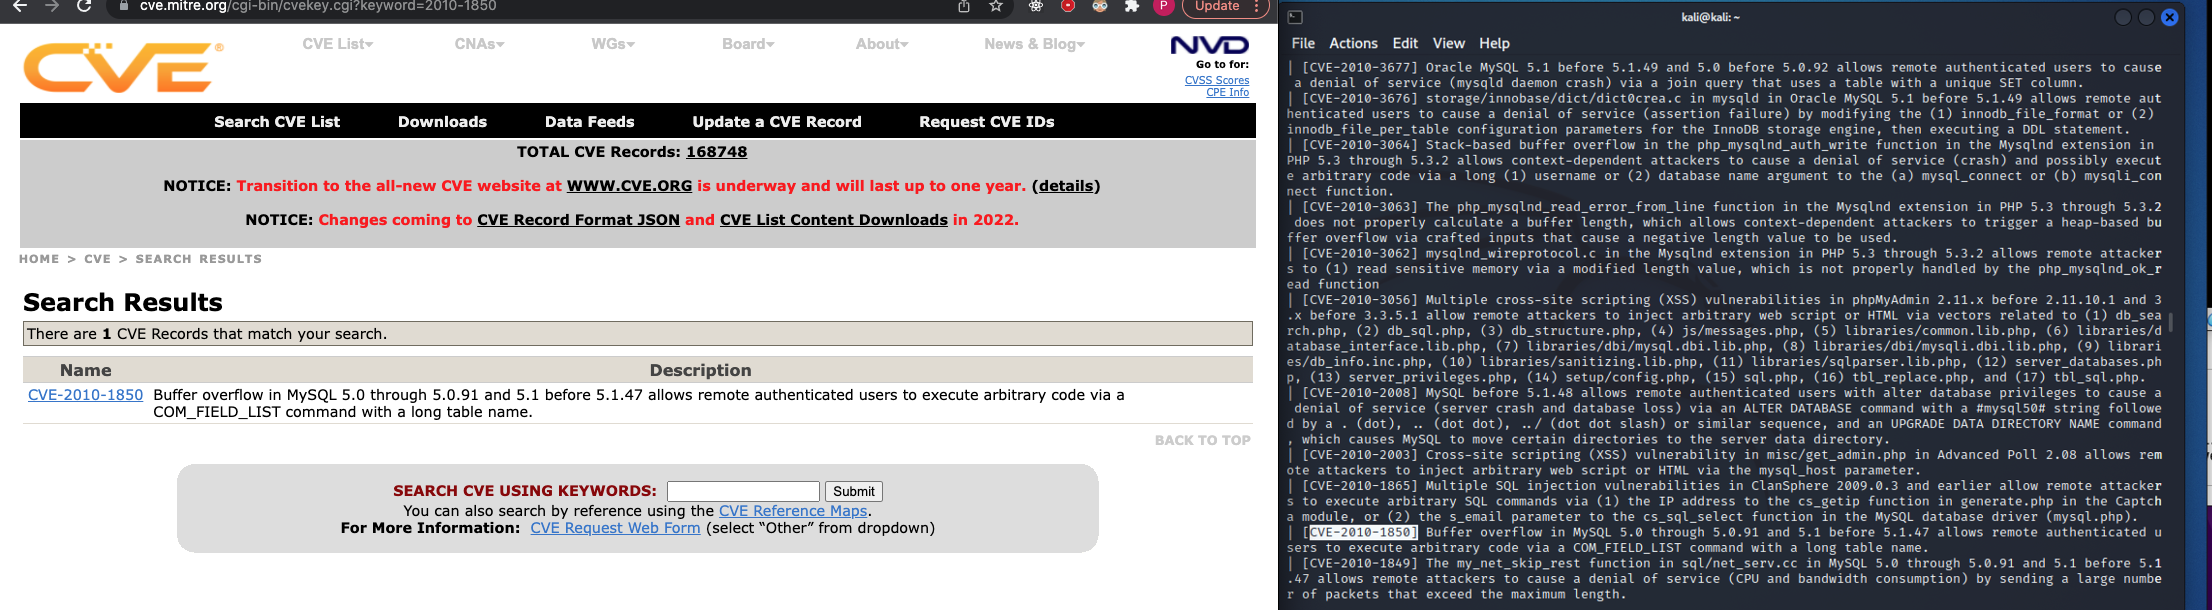 cve.mitre.org/cgi-bin/cvekey.cgi?keyword=2010-1850
P
Update
CVE®
CVE List▾ CNAs▾ WGs▾ Board▾ About▾ News & Blog▾
NVD
Go to for:
CVSS Scores
CPE Info
Search CVE List Downloads Data Feeds Update a CVE Record Request CVE IDs
TOTAL CVE Records: 168748
NOTICE: Transition to the all-new CVE website at WWW.CVE.ORG is underway and will last up to one year. (details)
NOTICE: Changes coming to CVE Record Format JSON and CVE List Content Downloads in 2022.
HOME > CVE > SEARCH RESULTS
Search Results
There are 1 CVE Records that match your search.
Name Description
CVE-2010-1850 Buffer overflow in MySQL 5.0 through 5.0.91 and 5.1 before 5.1.47 allows remote authenticated users to execute arbitrary code via a
COM_FIELD_LIST command with a long table name.
BACK TO TOP
SEARCH CVE USING KEYWORDS: Submit
You can also search by reference using the CVE Reference Maps.
For More Information: CVE Request Web Form (select “Other” from dropdown)
kali@kali: ~
File Actions Edit View Help
| [CVE-2010-3677] Oracle MySQL 5.1 before 5.1.49 and 5.0 before 5.0.92 allows remote authenticated users to cause
 a denial of service (mysqld daemon crash) via a join query that uses a table with a unique SET column.
| [CVE-2010-3676] storage/innobase/dict/dict0crea.c in mysqld in Oracle MySQL 5.1 before 5.1.49 allows remote aut
henticated users to cause a denial of service (assertion failure) by modifying the (1) innodb_file_format or (2)
innodb_file_per_table configuration parameters for the InnoDB storage engine, then executing a DDL statement.
| [CVE-2010-3064] Stack-based buffer overflow in the php_mysqlnd_auth_write function in the Mysqlnd extension in
PHP 5.3 through 5.3.2 allows context-dependent attackers to cause a denial of service (crash) and possibly execut
e arbitrary code via a long (1) username or (2) database name argument to the (a) mysql_connect or (b) mysqli_con
nect function.
| [CVE-2010-3063] The php_mysqlnd_read_error_from_line function in the Mysqlnd extension in PHP 5.3 through 5.3.2
 does not properly calculate a buffer length, which allows context-dependent attackers to trigger a heap-based bu
ffer overflow via crafted inputs that cause a negative length value to be used.
| [CVE-2010-3062] mysqlnd_wireprotocol.c in the Mysqlnd extension in PHP 5.3 through 5.3.2 allows remote attacker
s to (1) read sensitive memory via a modified length value, which is not properly handled by the php_mysqlnd_ok_r
ead function
| [CVE-2010-3056] Multiple cross-site scripting (XSS) vulnerabilities in phpMyAdmin 2.11.x before 2.11.10.1 and 3
.x before 3.3.5.1 allow remote attackers to inject arbitrary web script or HTML via vectors related to (1) db_sea
rch.php, (2) db_sql.php, (3) db_structure.php, (4) js/messages.php, (5) libraries/common.lib.php, (6) libraries/d
atabase_interface.lib.php, (7) libraries/dbi/mysql.dbi.lib.php, (8) libraries/dbi/mysqli.dbi.lib.php, (9) librari
es/db_info.inc.php, (10) libraries/sanitizing.lib.php, (11) libraries/sqlparser.lib.php, (12) server_databases.ph
p, (13) server_privileges.php, (14) setup/config.php, (15) sql.php, (16) tbl_replace.php, and (17) tbl_sql.php.
| [CVE-2010-2008] MySQL before 5.1.48 allows remote authenticated users with alter database privileges to cause a
 denial of service (server crash and database loss) via an ALTER DATABASE command with a #mysql50# string followe
d by a . (dot), .. (dot dot), ../ (dot dot slash) or similar sequence, and an UPGRADE DATA DIRECTORY NAME command
, which causes MySQL to move certain directories to the server data directory.
| [CVE-2010-2003] Cross-site scripting (XSS) vulnerability in misc/get_admin.php in Advanced Poll 2.08 allows rem
ote attackers to inject arbitrary web script or HTML via the mysql_host parameter.
| [CVE-2010-1865] Multiple SQL injection vulnerabilities in ClanSphere 2009.0.3 and earlier allow remote attacker
s to execute arbitrary SQL commands via (1) the IP address to the cs_getip function in generate.php in the Captch
a module, or (2) the s_email parameter to the cs_sql_select function in the MySQL database driver (mysql.php).
| [CVE-2010-1850] Buffer overflow in MySQL 5.0 through 5.0.91 and 5.1 before 5.1.47 allows remote authenticated u
sers to execute arbitrary code via a COM_FIELD_LIST command with a long table name.
| [CVE-2010-1849] The my_net_skip_rest function in sql/net_serv.cc in MySQL 5.0 through 5.0.91 and 5.1 before 5.1
.47 allows remote attackers to cause a denial of service (CPU and bandwidth consumption) by sending a large numbe
r of packets that exceed the maximum length.